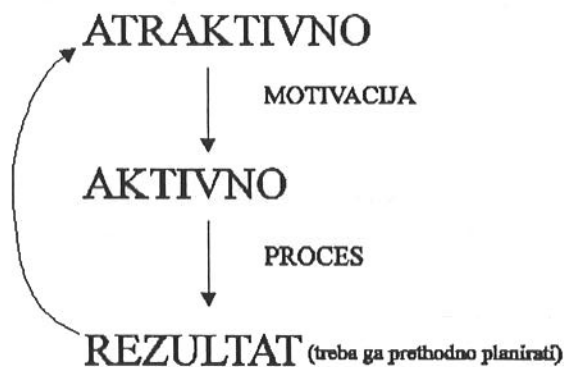 ATRAKTIVNO
MOTIVACIJA
AKTIVNO
PROCES
REZULTAT (treba ga prethodno planirati)